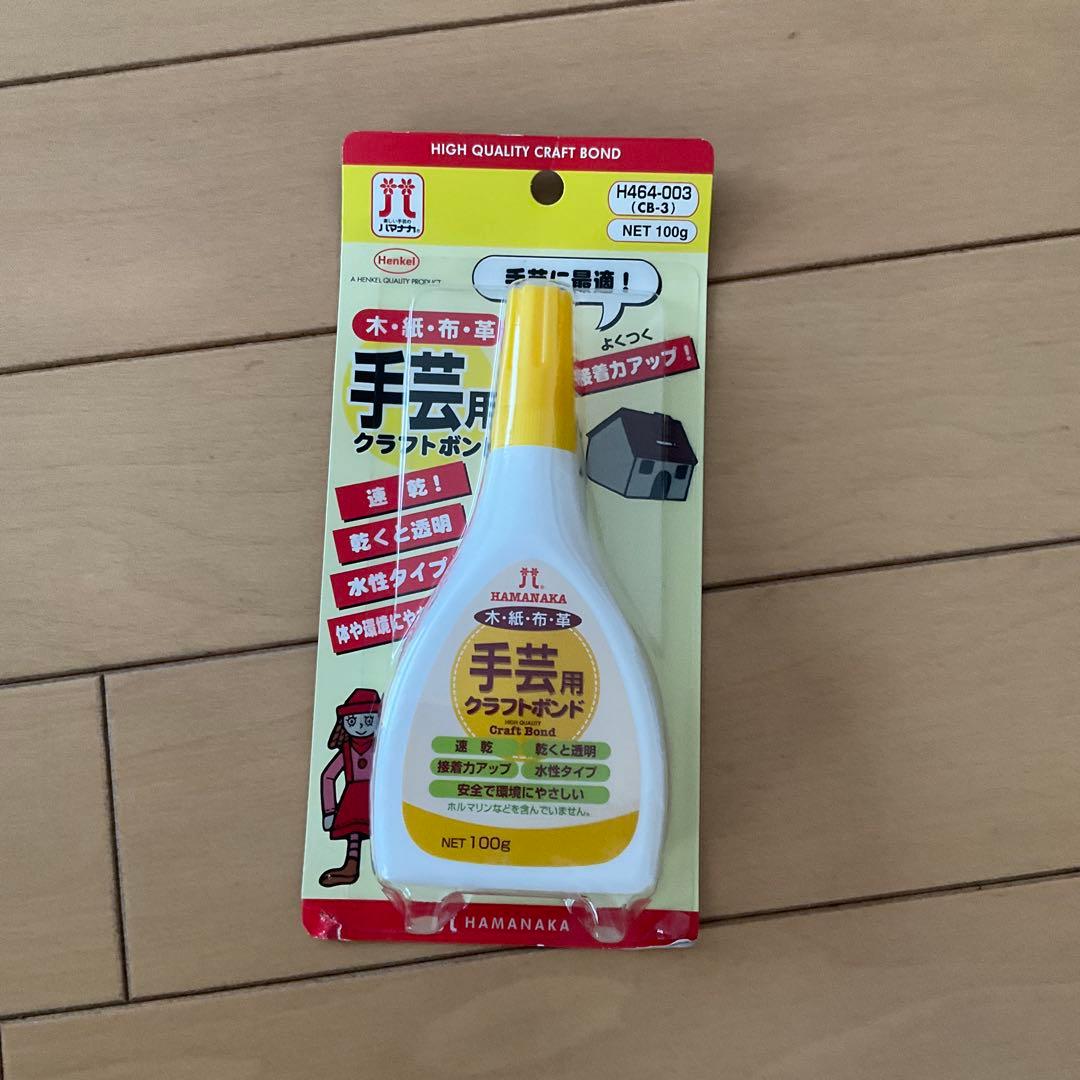 HIGH QUALITY CRAFT BOND
楽しい手芸の
ハマナカ®
H464-003
(CB-3)
NET 100g
Henkel
A HENKEL QUALITY PRODUCT
手芸に最適！
よくつく
接着力アップ！
木・紙・布・革
手芸用
クラフトボン
速乾！
乾くと透明
水性タイプ
体や環境にや
HAMANAKA
木・紙・布・革
手芸用
クラフトボンド
HIGH QUALITY
Craft Bond
速乾 乾くと透明
接着力アップ 水性タイプ
安全で環境にやさしい
ホルマリンなどを含んでいません。
NET 100g
HAMANAKA